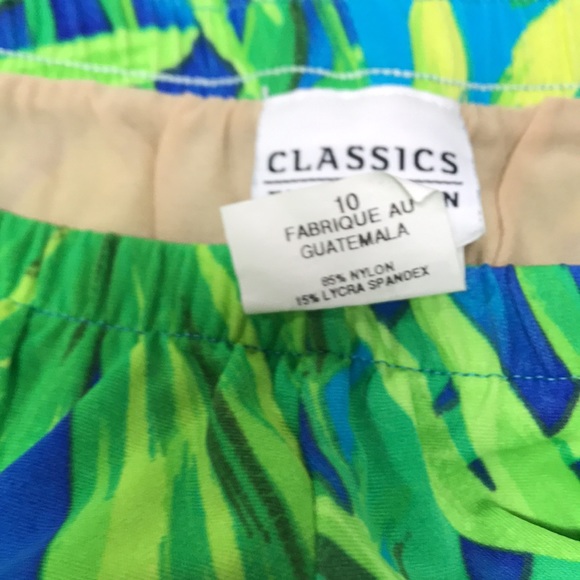 CLASSICS
10
FABRIQUE AU
GUATEMALA
85% NYLON
15% LYCRA SPANDEX